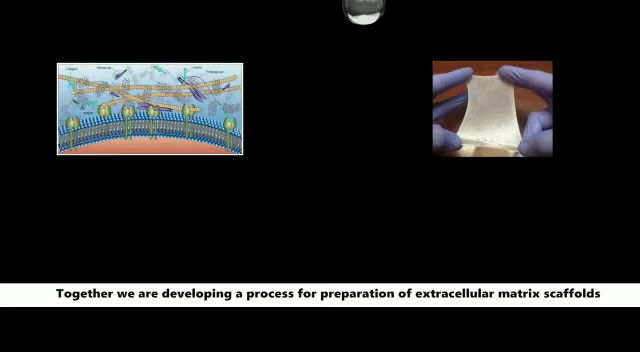 Together we are developing a process for preparation of extracellular matrix scaffolds